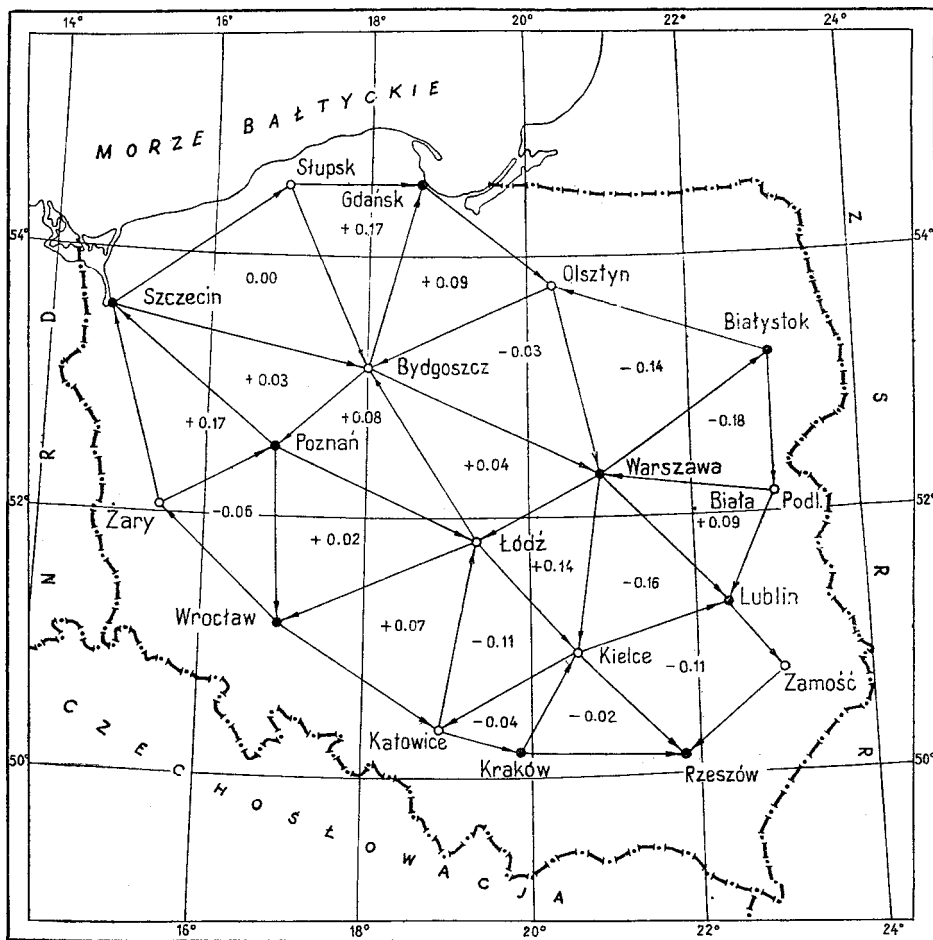 14° 16° 18° 20° 22° 24°
MORZE BAŁTYCKIE
Słupsk
Gdańsk
+0.17
54° 54°
Z S R R
0.00
+0.09
Olsztyn
Szczecin
N R D
Białystok
-0.03
-0.14
Bydgoszcz
+0.03
+0.17
+0.08
-0.18
Poznań
+0.04
Warszawa
52° 52°
Biała Podl.
Żary
-0.06
+0.09
+0.02
Łódź
+0.14
-0.16
Lublin
Wrocław
+0.07
-0.11
Kielce
-0.11
Zamość
-0.04
-0.02
Katowice
Kraków
Rzeszów
50° 50°
CZECHOSŁOWACJA
16° 18° 20° 22° 24°